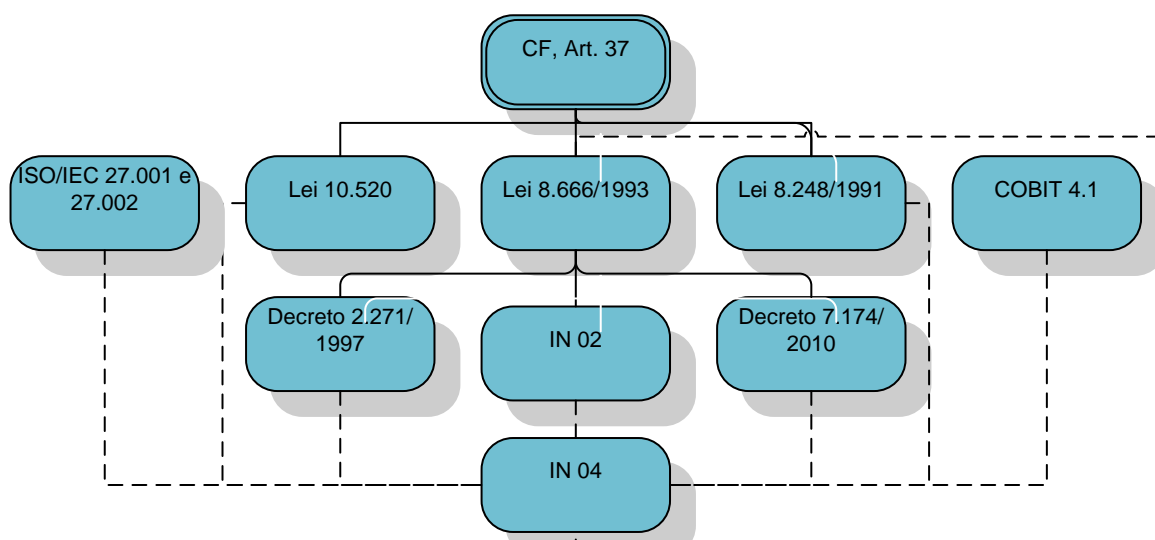 CF, Art. 37
ISO/IEC 27.001 e
27.002
Lei 10.520
Lei 8.666/1993
Lei 8.248/1991
COBIT 4.1
Decreto 2.271/
1997
IN 02
Decreto 7.174/
2010
IN 04